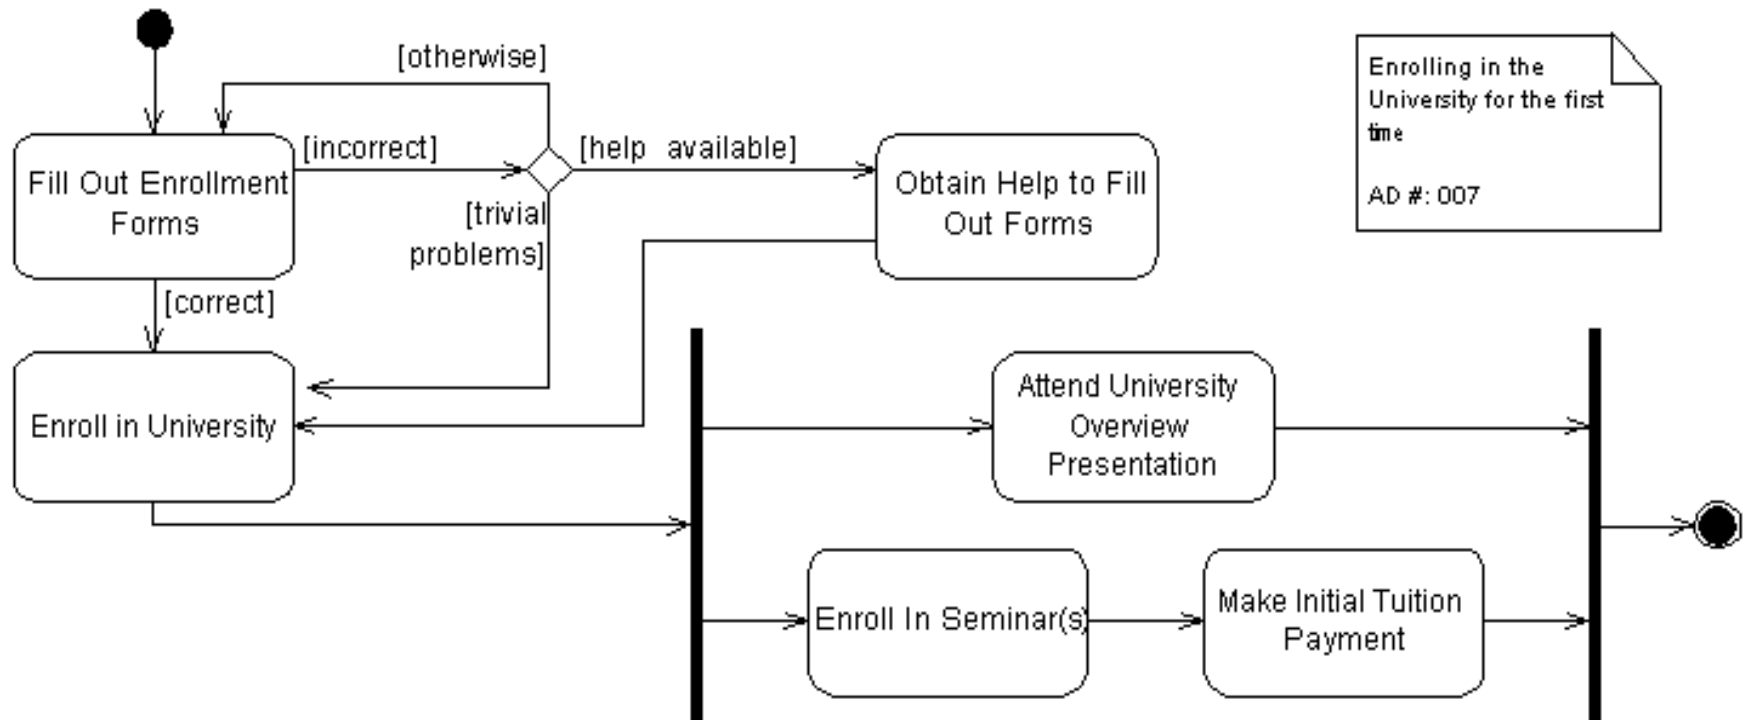 [otherwise]
Enrolling in the
University for the first
time
AD #: 007
[incorrect]
[help available]
Fill Out Enrollment
Forms
Obtain Help to Fill
Out Forms
[trivial
problems]
[correct]
Enroll in University
Attend University
Overview
Presentation
Enroll In Seminar(s)
Make Initial Tuition
Payment